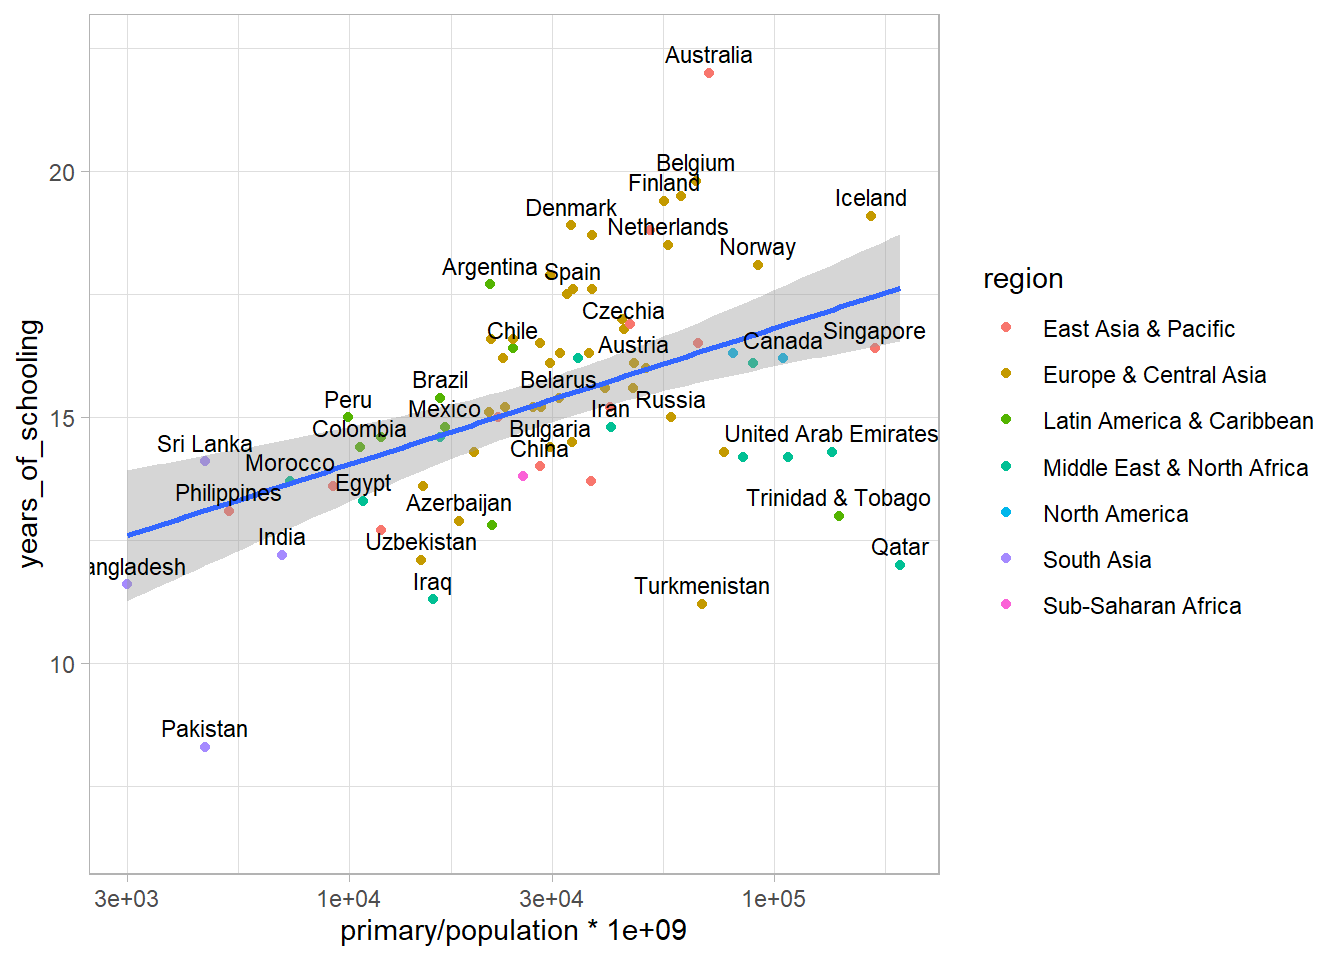 Australia
Belgium
Finland
Iceland
Denmark
Netherlands
Norway
Argentina
Spain
Czechia
Chile
Singapore
Canada
Austria
Brazil
Belarus
Peru
Mexico
Iran
Russia
Colombia
Bulgaria
United Arab Emirates
Sri Lanka
China
Morocco
Philippines
Egypt
Azerbaijan
Trinidad & Tobago
India
Uzbekistan
Qatar
angladesh
Iraq
Turkmenistan
Pakistan
20
15
10
years_of_schooling
3e+03
1e+04
3e+04
1e+05
primary/population * 1e+09
region
East Asia & Pacific
Europe & Central Asia
Latin America & Caribbean
Middle East & North Africa
North America
South Asia
Sub-Saharan Africa